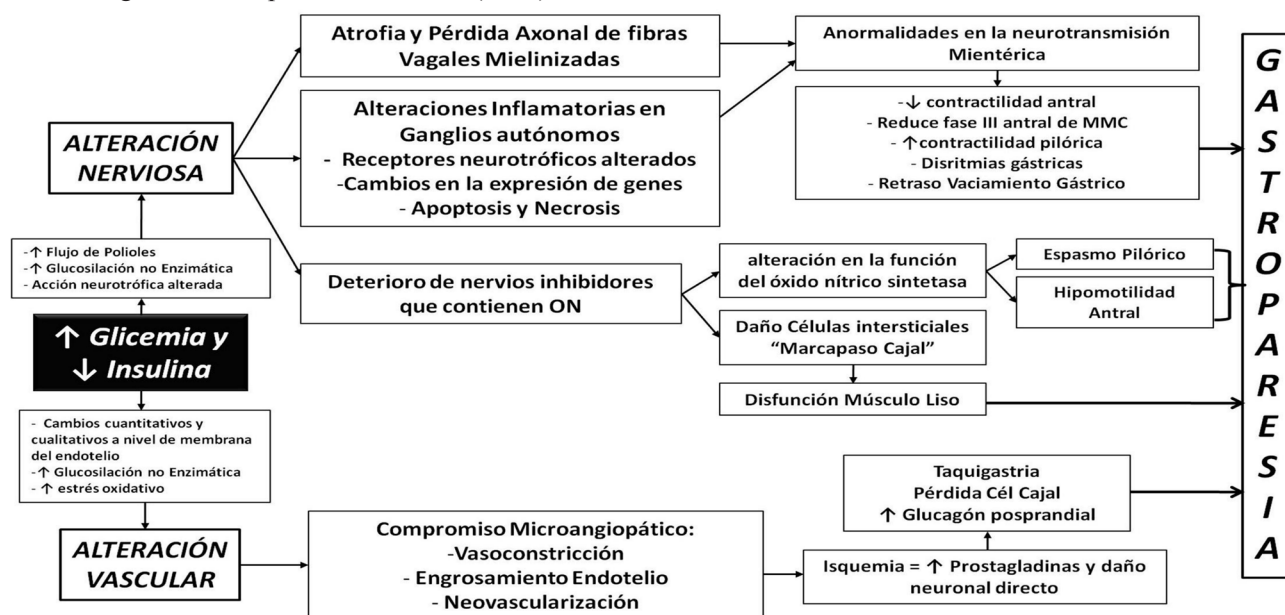 Atrofia y Pérdida Axonal de fibras
Vagales Mielinizadas
Anormalidades en la neurotransmisión
Mientérica
Alteraciones Inflamatorias en
Ganglios autónomos
- Receptores neurotróficos alterados
-Cambios en la expresión de genes
- Apoptosis y Necrosis
-↓ contractilidad antral
- Reduce fase III antral de MMC
- ↑contractilidad pilórica
- Disritmias gástricas
- Retraso Vaciamiento Gástrico
ALTERACIÓN
NERVIOSA
-↑ Flujo de Polioles
-↑ Glucosilación no Enzimática
- Acción neurotrófica alterada
Deterioro de nervios inhibidores
que contienen ON
alteración en la función
del óxido nítrico sintetasa
Espasmo Pilórico
Hipomotilidad
Antral
Daño Células intersticiales
“Marcapaso Cajal”
Disfunción Músculo Liso
↑ Glicemia y
↓ Insulina
- Cambios cuantitativos y
cualitativos a nivel de membrana
del endotelio
-↑ Glucosilación no Enzimática
- ↑ estrés oxidativo
ALTERACIÓN
VASCULAR
Compromiso Microangiopático:
-Vasoconstricción
- Engrosamiento Endotelio
- Neovascularización
Taquigastria
Pérdida Cél Cajal
↑ Glucagón posprandial
Isquemia = ↑ Prostagladinas y daño
neuronal directo
GASTROPARESIA